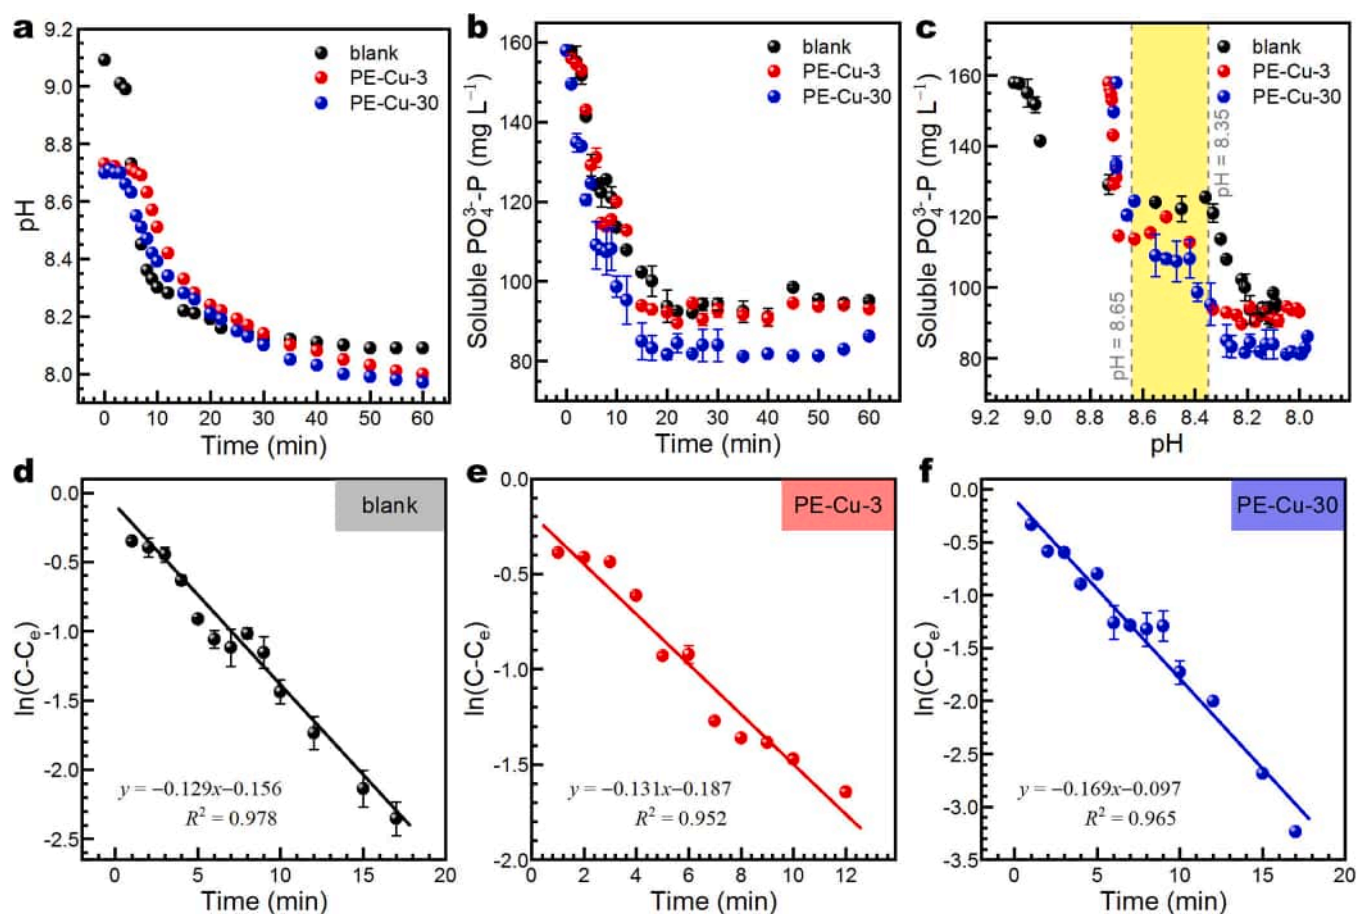 a
9.2
9.0
8.8
8.6
8.4
8.2
8.0
pH
0 10 20 30 40 50 60
Time (min)
blank
PE-Cu-3
PE-Cu-30
b
160
140
120
100
80
Soluble PO₄³⁻-P (mg L⁻¹)
0 10 20 30 40 50 60
Time (min)
blank
PE-Cu-3
PE-Cu-30
c
160
140
120
100
80
Soluble PO₄³⁻-P (mg L⁻¹)
9.2 9.0 8.8 8.6 8.4 8.2 8.0
pH
blank
PE-Cu-3
PE-Cu-30
pH = 8.65
pH = 8.35
d
0.0
-0.5
-1.0
-1.5
-2.0
-2.5
ln(C-Cₑ)
0 5 10 15 20
Time (min)
blank
y = −0.129x−0.156
R² = 0.978
e
0.0
-0.5
-1.0
-1.5
-2.0
ln(C-Cₑ)
0 2 4 6 8 10 12
Time (min)
PE-Cu-3
y = −0.131x−0.187
R² = 0.952
f
0.0
-0.5
-1.0
-1.5
-2.0
-2.5
-3.0
-3.5
ln(C-Cₑ)
0 5 10 15 20
Time (min)
PE-Cu-30
y = −0.169x−0.097
R² = 0.965